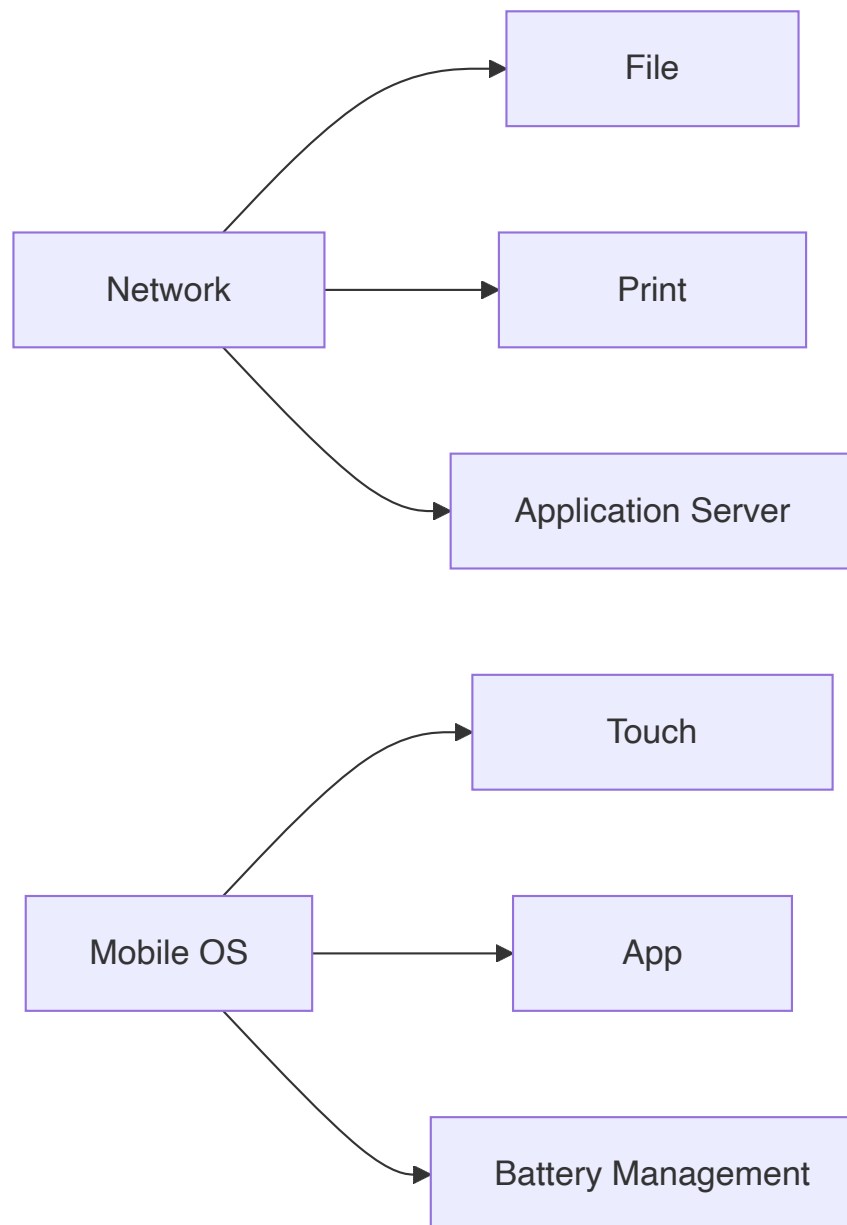 File
Network
Print
Application Server
Touch
Mobile OS
App
Battery Management